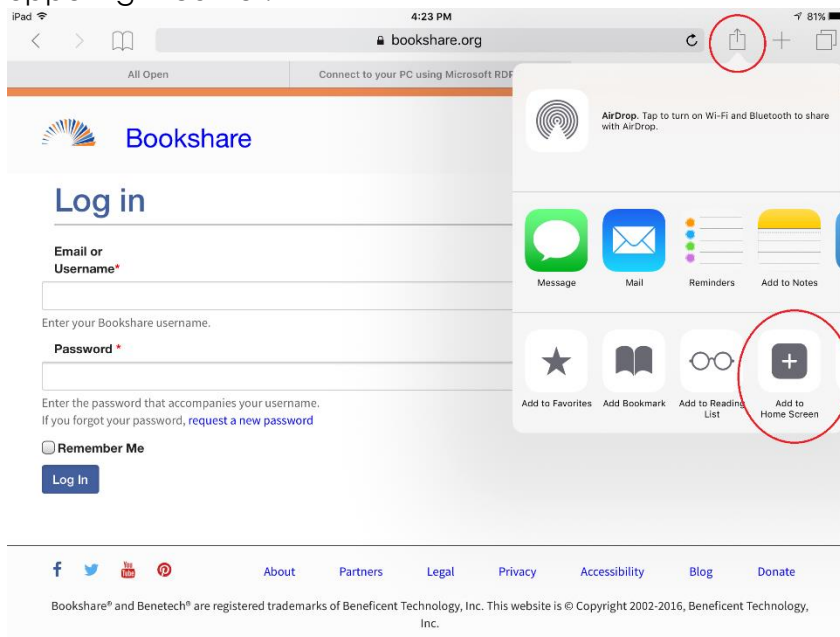 iPad 4:23 PM 81%
bookshare.org
All Open Connect to your PC using Microsoft RDP
AirDrop. Tap to turn on Wi-Fi and Bluetooth to share
with AirDrop.
Bookshare
Log in
Email or
Username*
Message Mail Reminders Add to Notes
Enter your Bookshare username.
Password *
Add to Favorites Add Bookmark Add to Reading List Add to Home Screen
Enter the password that accompanies your username.
If you forgot your password, request a new password
Remember Me
Log In
You Tube
About Partners Legal Privacy Accessibility Blog Donate
Bookshare® and Benetech® are registered trademarks of Beneficent Technology, Inc. This website is © Copyright 2002-2016, Beneficent Technology,
Inc.